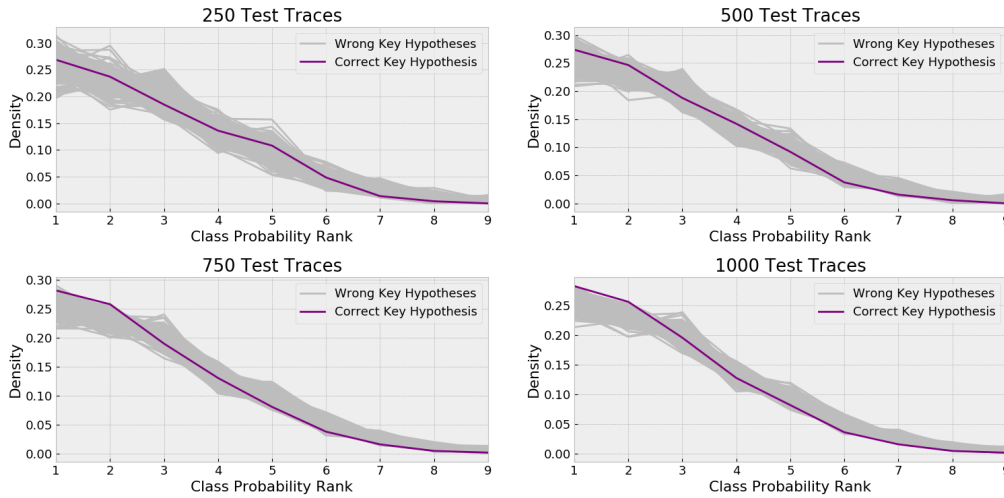 250 Test Traces
0.30
0.25
0.20
0.15
0.10
0.05
0.00
Density
Wrong Key Hypotheses
Correct Key Hypothesis
1 2 3 4 5 6 7 8 9
Class Probability Rank
500 Test Traces
0.30
0.25
0.20
0.15
0.10
0.05
0.00
Density
Wrong Key Hypotheses
Correct Key Hypothesis
1 2 3 4 5 6 7 8 9
Class Probability Rank
750 Test Traces
0.30
0.25
0.20
0.15
0.10
0.05
0.00
Density
Wrong Key Hypotheses
Correct Key Hypothesis
1 2 3 4 5 6 7 8 9
Class Probability Rank
1000 Test Traces
0.25
0.20
0.15
0.10
0.05
0.00
Density
Wrong Key Hypotheses
Correct Key Hypothesis
1 2 3 4 5 6 7 8 9
Class Probability Rank